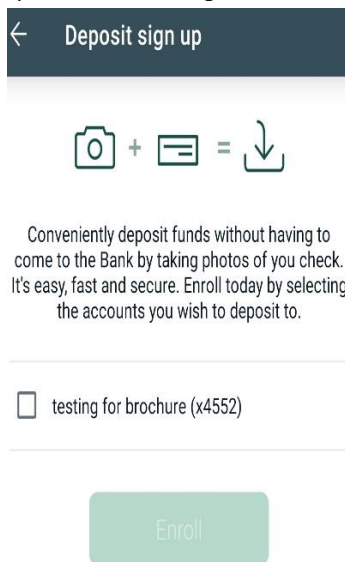 Deposit sign up
Conveniently deposit funds without having to
come to the Bank by taking photos of you check.
It's easy, fast and secure. Enroll today by selecting
the accounts you wish to deposit to.
testing for brochure (x4552)
Enroll